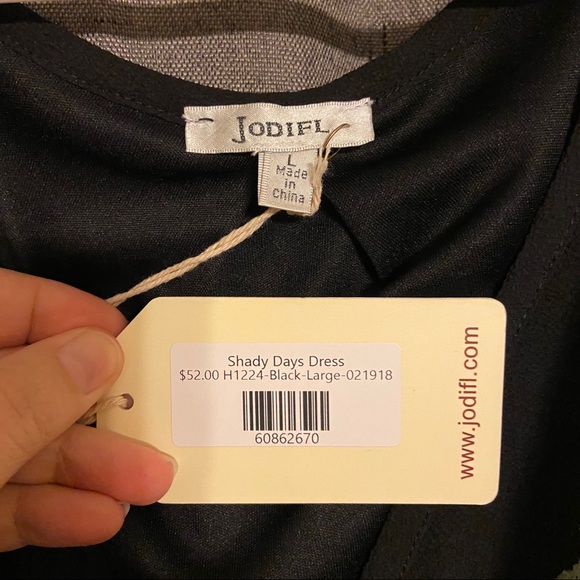 JODIFL
L
Made
in
China
Shady Days Dress
$52.00 H1224-Black-Large-021918
60862670
www.jodifl.com